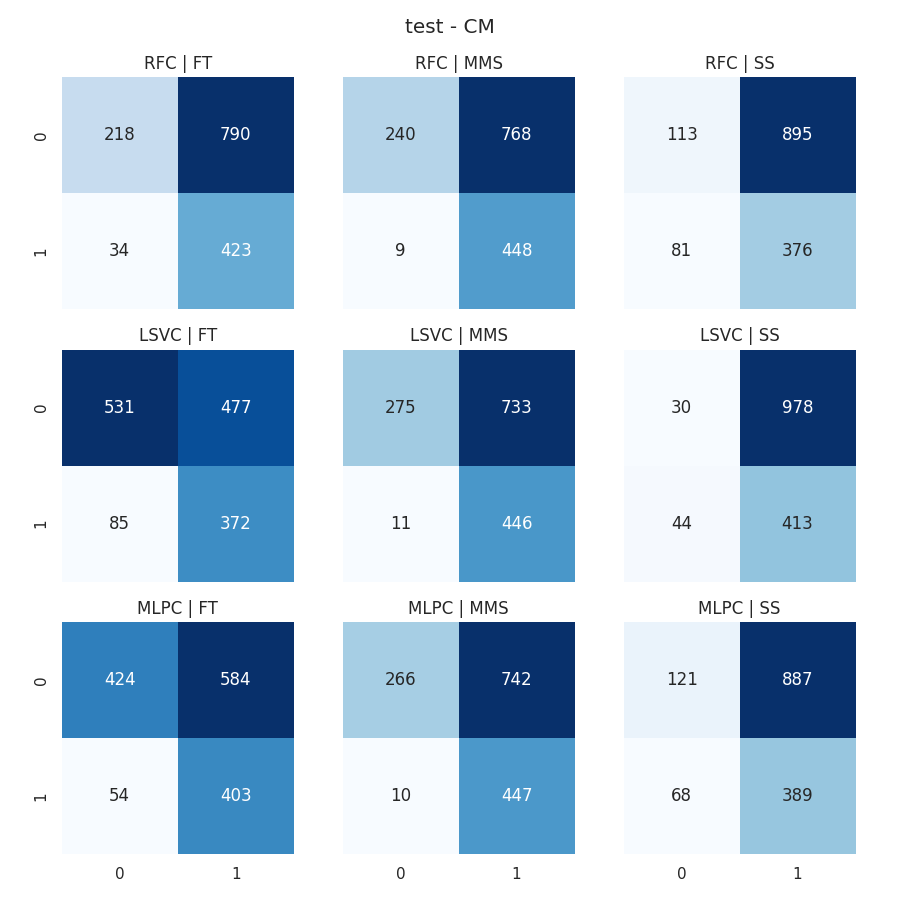 test - CM
RFC | FT RFC | MMS RFC | SS
0 218 790 240 768 113 895
1 34 423 9 448 81 376
LSVC | FT LSVC | MMS LSVC | SS
0 531 477 275 733 30 978
1 85 372 11 446 44 413
MLPC | FT MLPC | MMS MLPC | SS
0 424 584 266 742 121 887
1 54 403 10 447 68 389
0 1 0 1 0 1